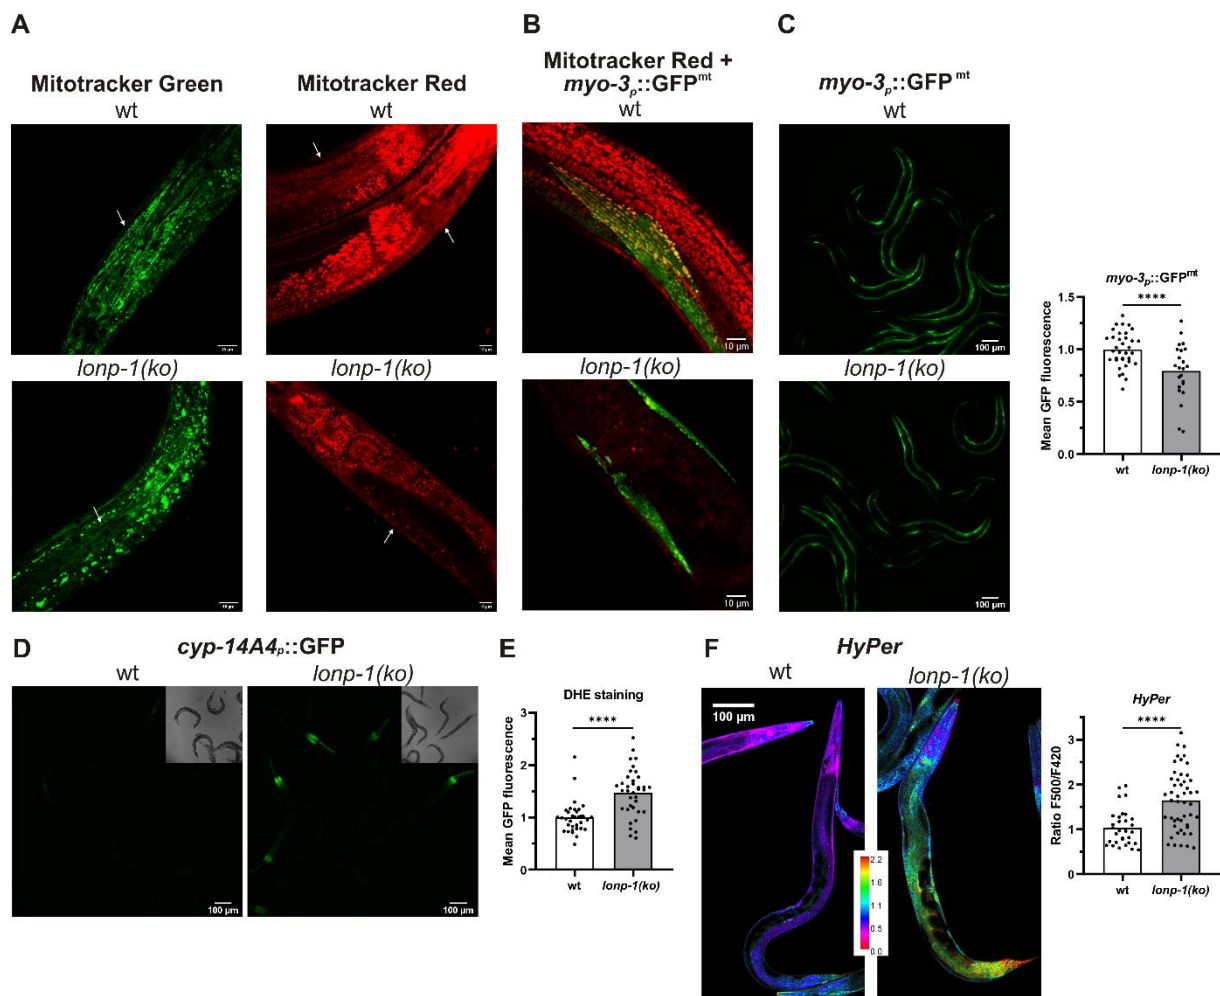 A
B
C
Mitotracker Green
wt
Mitotracker Red
Mitotracker Red +
myo-3p::GFPmt
wt
myo-3p::GFP mt
wt
10 µm
100 µm
lonp-1(ko)
lonp-1(ko)
lonp-1(ko)
lonp-1(ko)
10 µm
100 µm
myo-3p::GFPmt
****
Mean GFP fluorescence
1.5
1.0
0.5
0.0
wt
lonp-1(ko)
D
cyp-14A4p::GFP
wt
lonp-1(ko)
100 µm
100 µm
E
DHE staining
****
Mean GFP fluorescence
3
2
1
0
wt
lonp-1(ko)
F
HyPer
wt
lonp-1(ko)
100 µm
2.2
1.6
1.1
0.5
0.0
HyPer
****
Ratio F500/F420
3
2
1
0
wt
lonp-1(ko)